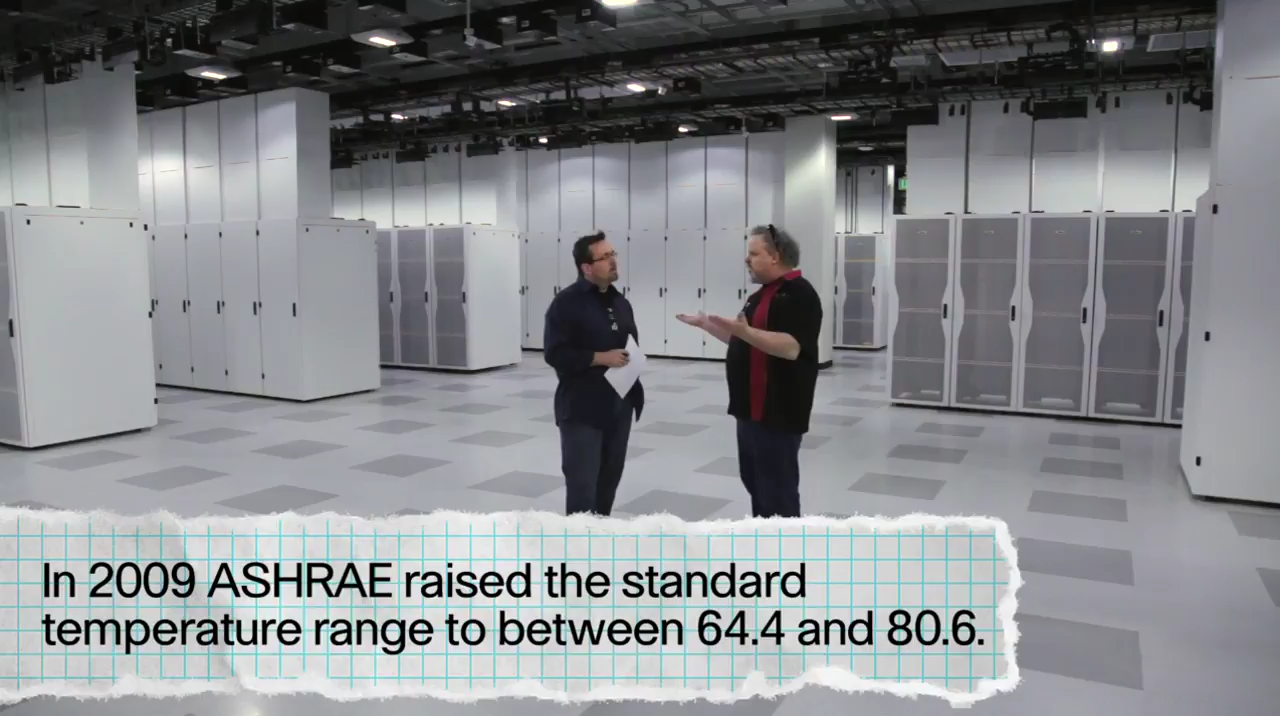 In 2009 ASHRAE raised the standard
temperature range to between 64.4 and 80.6.